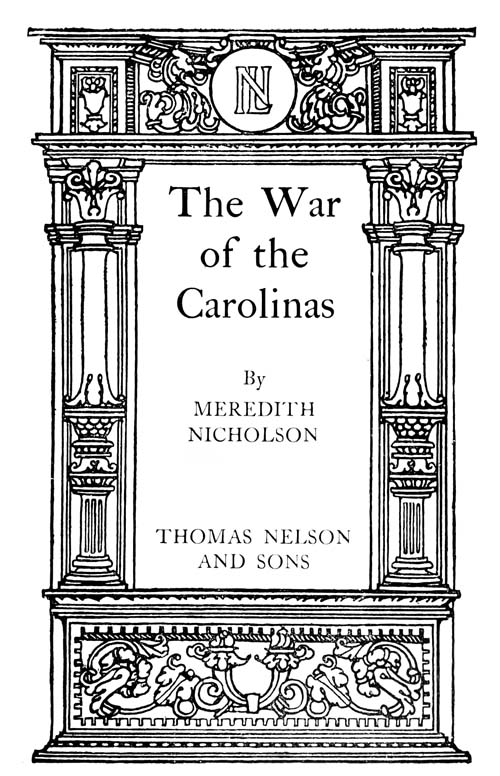 NL
The War
of the
Carolinas
By
MEREDITH
NICHOLSON
THOMAS NELSON
AND SONS